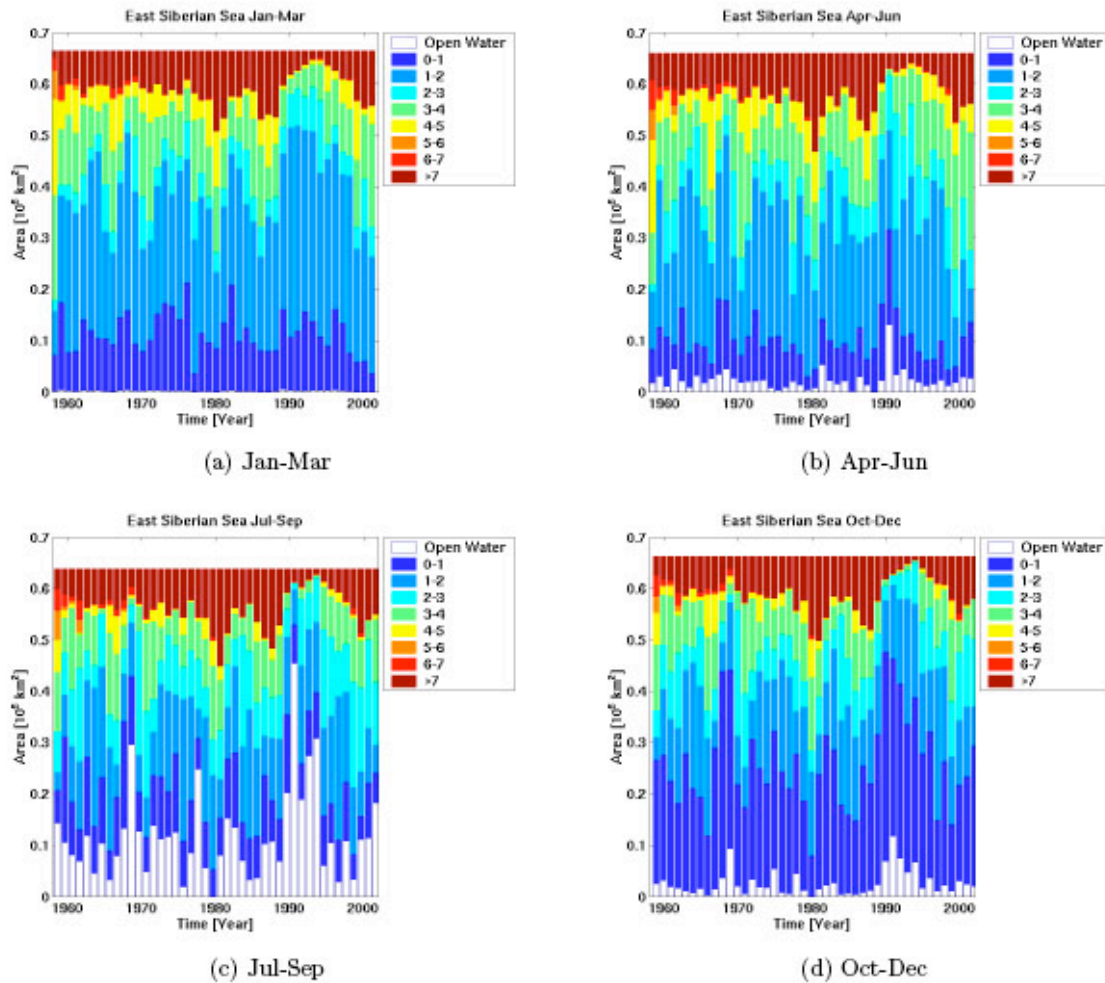 East Siberian Sea Jan-Mar
0.7
0.6
0.5
0.4
0.3
0.2
0.1
0
Area [10⁶ km²]
1960 1970 1980 1990 2000
Time [Year]
Open Water
0-1
1-2
2-3
3-4
4-5
5-6
6-7
>7
(a) Jan-Mar
East Siberian Sea Apr-Jun
0.7
0.6
0.5
0.4
0.3
0.2
0.1
0
Area [10⁶ km²]
1960 1970 1980 1990 2000
Time [Year]
Open Water
0-1
1-2
2-3
3-4
4-5
5-6
6-7
>7
(b) Apr-Jun
East Siberian Sea Jul-Sep
0.7
0.6
0.5
0.4
0.3
0.2
0.1
0
Area [10⁶ km²]
1960 1970 1980 1990 2000
Time [Year]
Open Water
0-1
1-2
2-3
3-4
4-5
5-6
6-7
>7
(c) Jul-Sep
East Siberian Sea Oct-Dec
0.7
0.6
0.5
0.4
0.3
0.2
0.1
0
Area [10⁶ km²]
1960 1970 1980 1990 2000
Time [Year]
Open Water
0-1
1-2
2-3
3-4
4-5
5-6
6-7
>7
(d) Oct-Dec